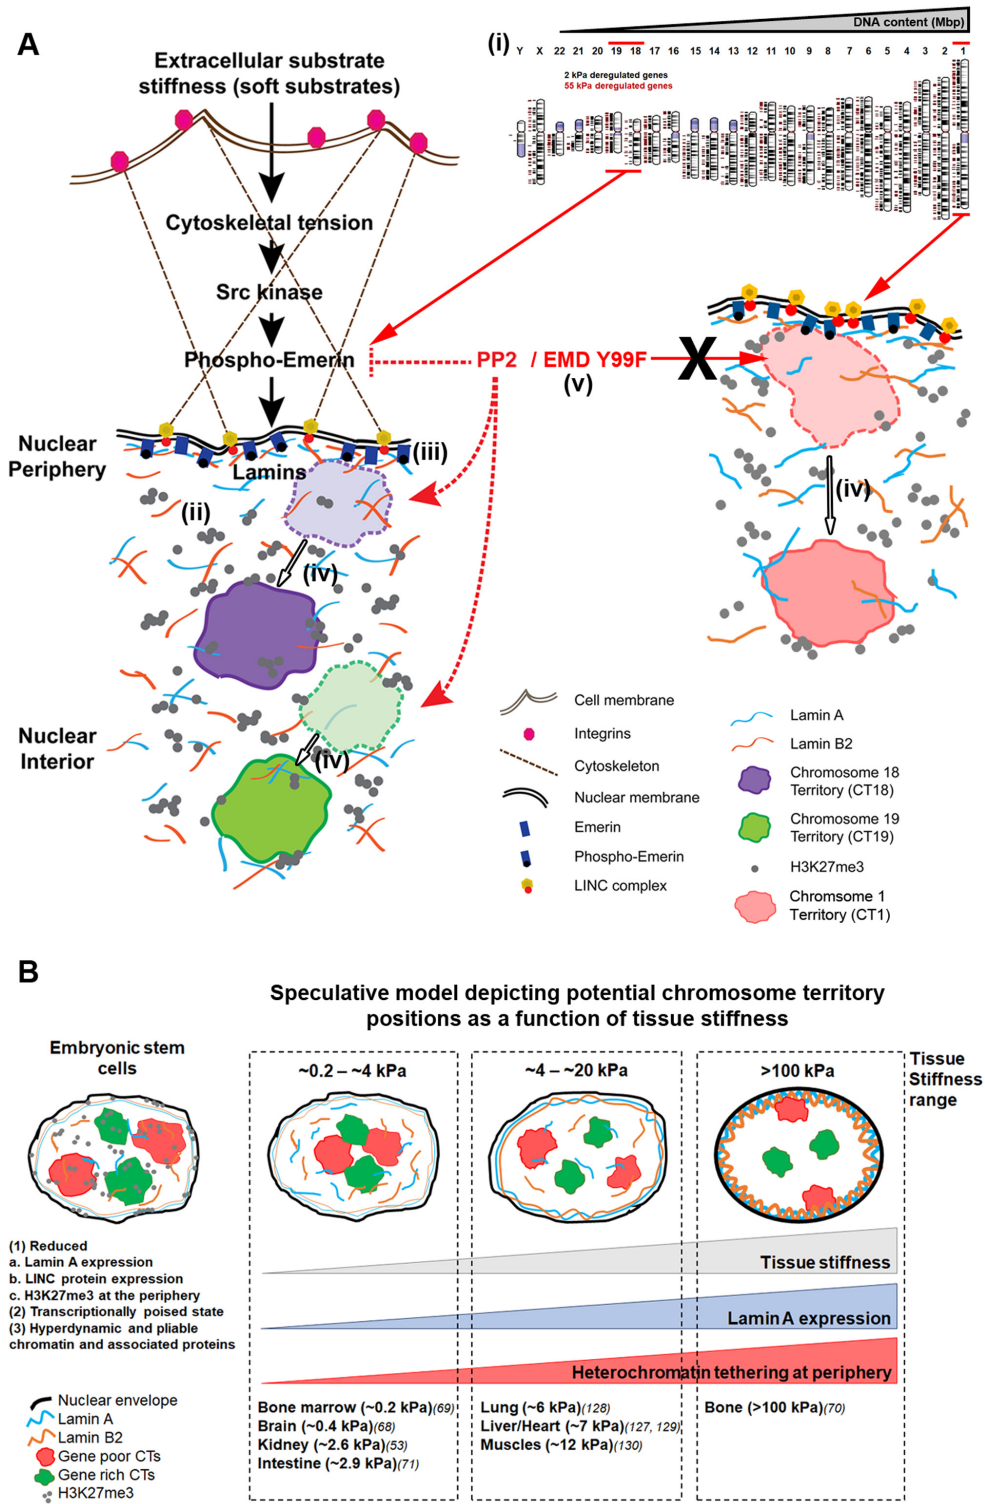 A
Extracellular substrate
stiffness (soft substrates)
Cytoskeletal tension
Src kinase
Phospho-Emerin
Nuclear
Periphery
Lamins
(iii)
(ii)
(iv)
(iv)
Nuclear
Interior
(i)
DNA content (Mbp)
Y X 22 21 20 19 18 17 16 15 14 13 12 11 10 9 8 7 6 5 4 3 2 1
2 kPa deregulated genes
55 kPa deregulated genes
PP2 / EMD Y99F
(v)
X
(iv)
Cell membrane
Integrins
Cytoskeleton
Nuclear membrane
Emerin
Phospho-Emerin
LINC complex
Lamin A
Lamin B2
Chromosome 18
Territory (CT18)
Chromosome 19
Territory (CT19)
H3K27me3
Chromsome 1
Territory (CT1)
B
Speculative model depicting potential chromosome territory
positions as a function of tissue stiffness
Embryonic stem
cells
~0.2 – ~4 kPa
~4 – ~20 kPa
>100 kPa
Tissue
Stiffness
range
(1) Reduced
a. Lamin A expression
b. LINC protein expression
c. H3K27me3 at the periphery
(2) Transcriptionally poised state
(3) Hyperdynamic and pliable
chromatin and associated proteins
Tissue stiffness
Lamin A expression
Heterochromatin tethering at periphery
Nuclear envelope
Lamin A
Lamin B2
Gene poor CTs
Gene rich CTs
H3K27me3
Bone marrow (~0.2 kPa)(69)
Brain (~0.4 kPa)(68)
Kidney (~2.6 kPa)(53)
Intestine (~2.9 kPa)(71)
Lung (~6 kPa)(128)
Liver/Heart (~7 kPa)(127, 129)
Muscles (~12 kPa)(130)
Bone (>100 kPa)(70)